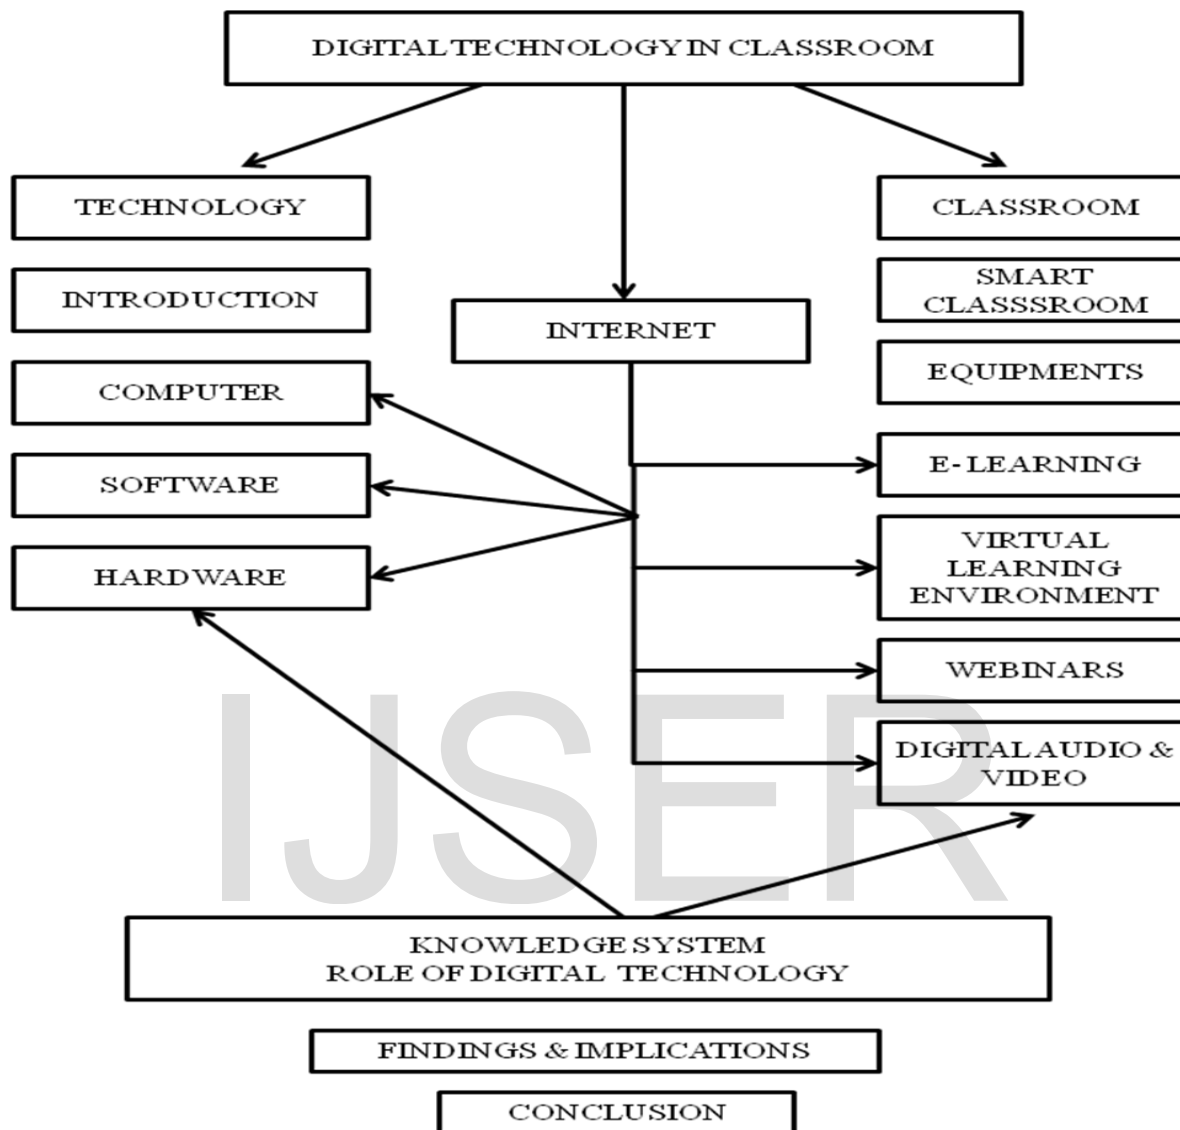 DIGITAL TECHNOLOGY IN CLASSROOM
TECHNOLOGY
INTRODUCTION
COMPUTER
SOFTWARE
HARDWARE
INTERNET
CLASSROOM
SMART
CLASSSROOM
EQUIPMENTS
E- LEARNING
VIRTUAL
LEARNING
ENVIRONMENT
WEBINARS
DIGITAL AUDIO &
VIDEO
IJSER
KNOWLEDGE SYSTEM
ROLE OF DIGITAL TECHNOLOGY
FINDINGS & IMPLICATIONS
CONCLUSION